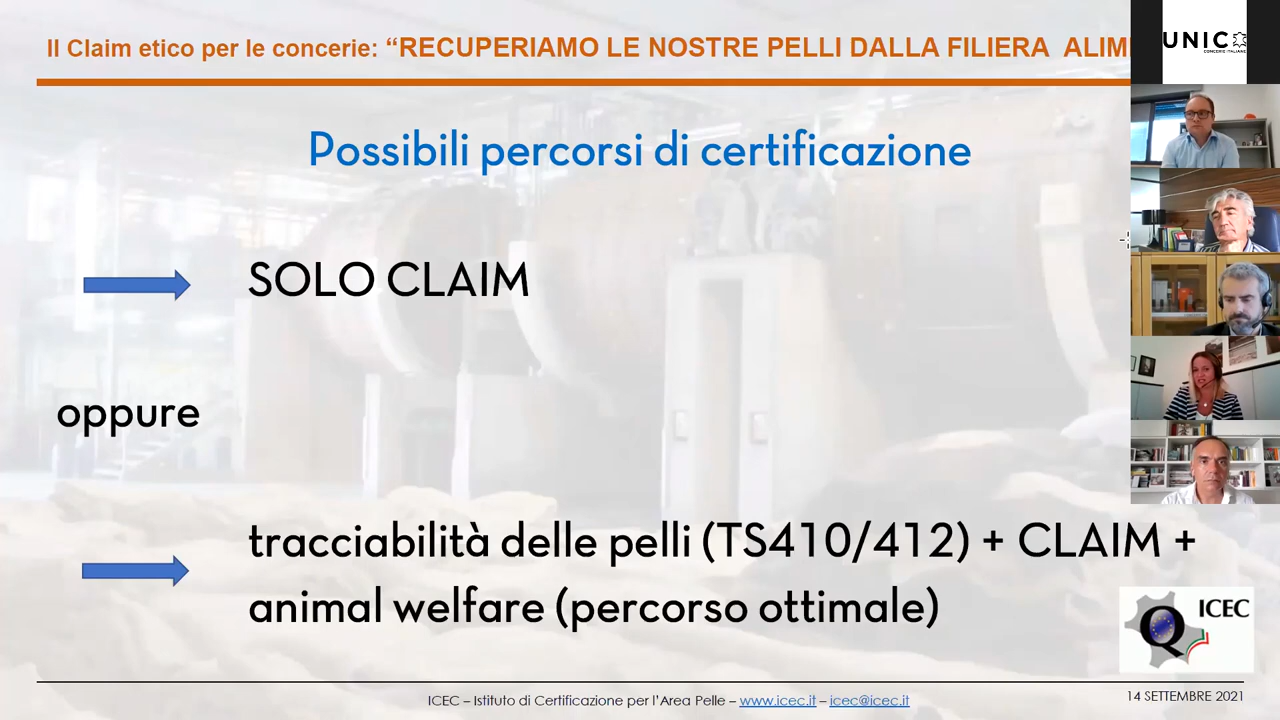 Il Claim etico per le concerie: “RECUPERIAMO LE NOSTRE PELLI DALLA FILIERA
UNIC
CONCERIE ITALIANE
Possibili percorsi di certificazione
SOLO CLAIM
oppure
tracciabilità delle pelli (TS410/412) + CLAIM +
animal welfare (percorso ottimale)
Q ICEC
ICEC – Istituto di Certificazione per l’Area Pelle – www.icec.it – icec@icec.it
14 SETTEMBRE 2021